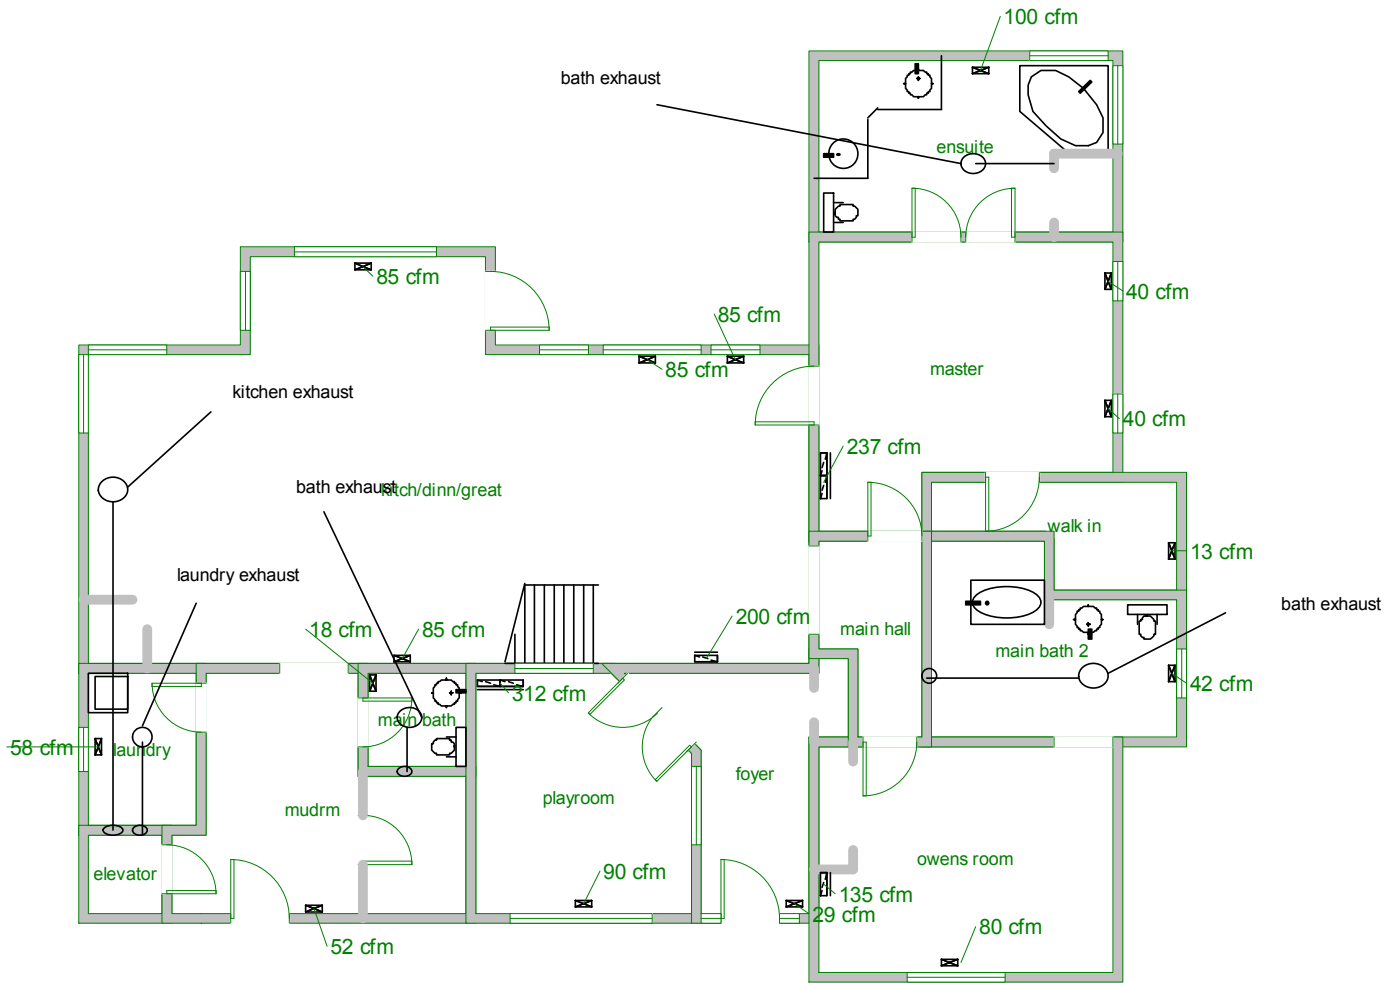 100 cfm
bath exhaust
ensuite
85 cfm
40 cfm
85 cfm
85 cfm
master
kitchen exhaust
40 cfm
237 cfm
bath exhaust
kitch/dinn/great
walk in
13 cfm
laundry exhaust
bath exhaust
200 cfm
18 cfm
85 cfm
main hall
main bath 2
42 cfm
312 cfm
main bath
58 cfm
laundry
foyer
playroom
mudrm
owens room
elevator
90 cfm
135 cfm
29 cfm
80 cfm
52 cfm